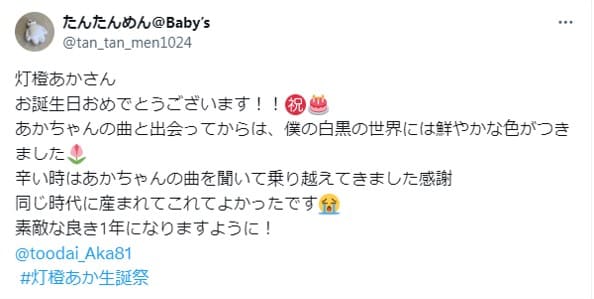 たんたんめん@Baby’s
@tan_tan_men1024
灯橙あかさん
お誕生日おめでとうございます！！㊗🎂
あかちゃんの曲と出会ってからは、僕の白黒の世界には鮮やかな色がつき
ました🌷
辛い時はあかちゃんの曲を聞いて乗り越えてきました感謝
同じ時代に産まれてこれてよかったです😭
素敵な良き1年になりますように！
@toodai_Aka81
#灯橙あか生誕祭